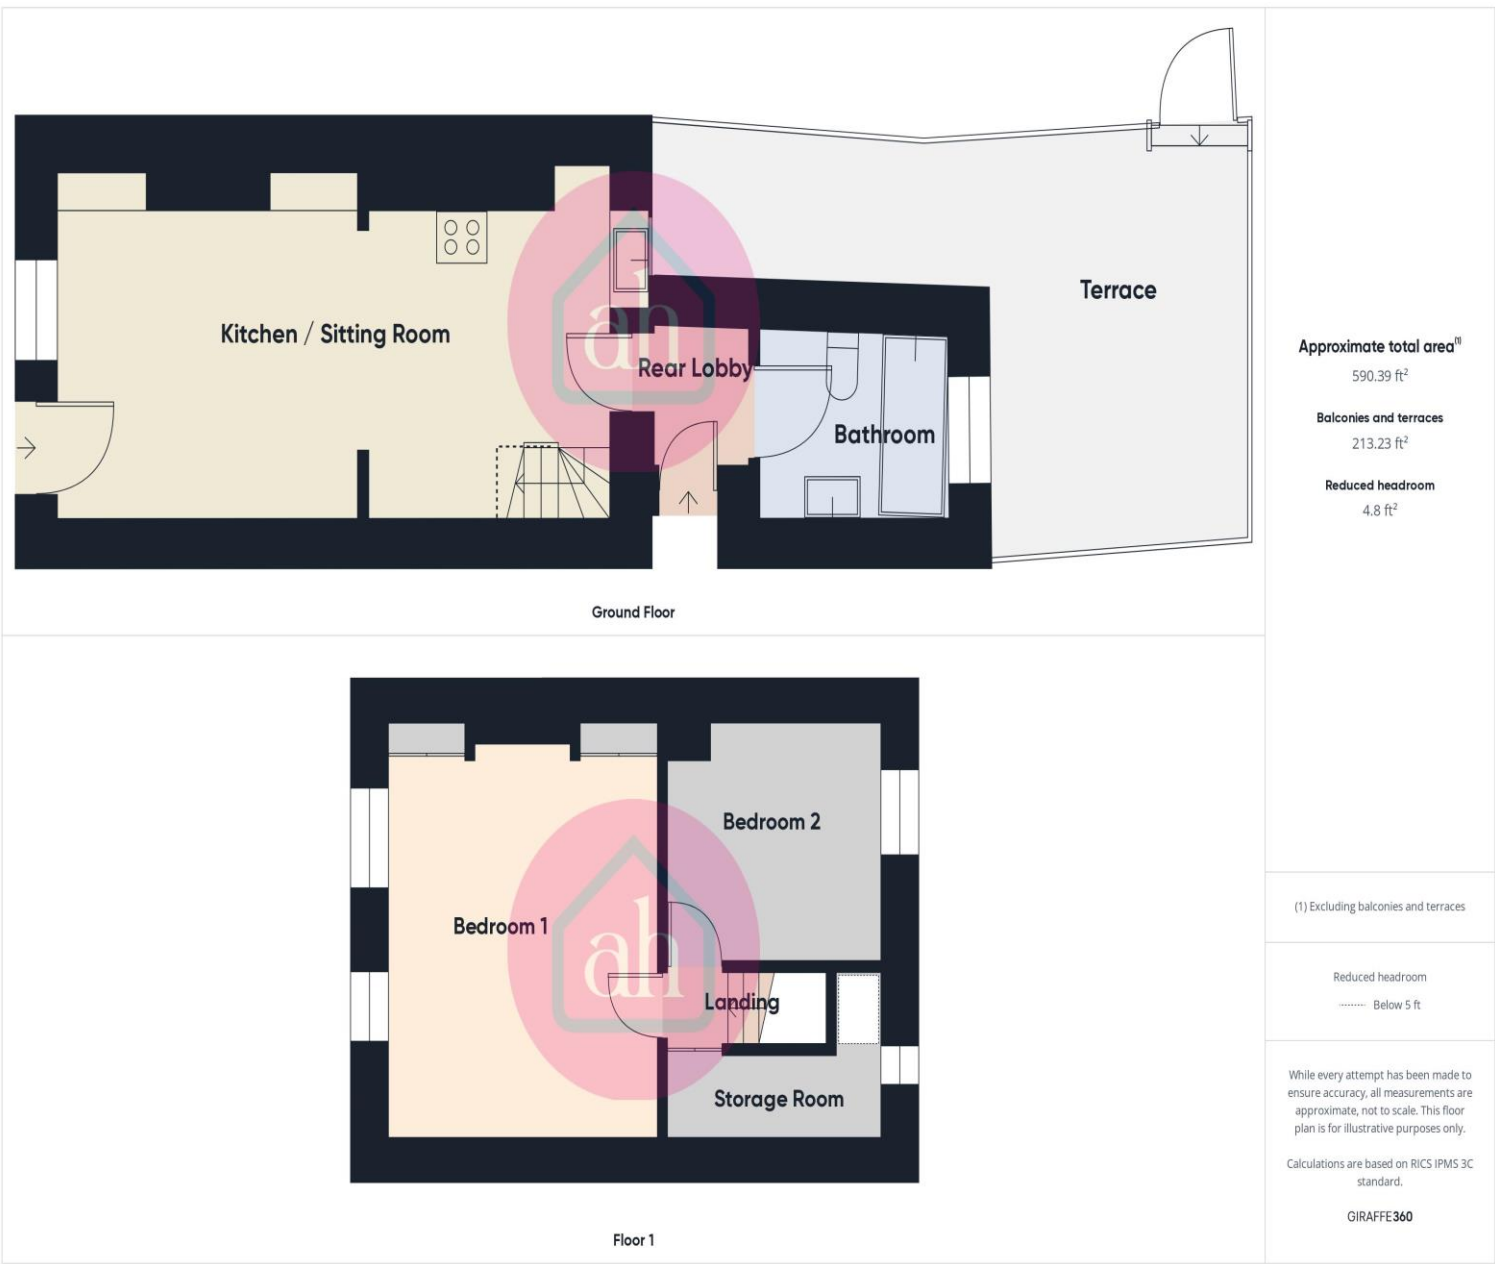 Kitchen / Sitting Room
Rear Lobby
Bathroom
Terrace
ah
Ground Floor
Bedroom 1
Bedroom 2
Landing
Storage Room
ah
Floor 1
Approximate total area⁽¹⁾
590.39 ft²
Balconies and terraces
213.23 ft²
Reduced headroom
4.8 ft²
(1) Excluding balconies and terraces
Reduced headroom
Below 5 ft
While every attempt has been made to
ensure accuracy, all measurements are
approximate, not to scale. This floor
plan is for illustrative purposes only.
Calculations are based on RICS IPMS 3C
standard.
GIRAFFE360